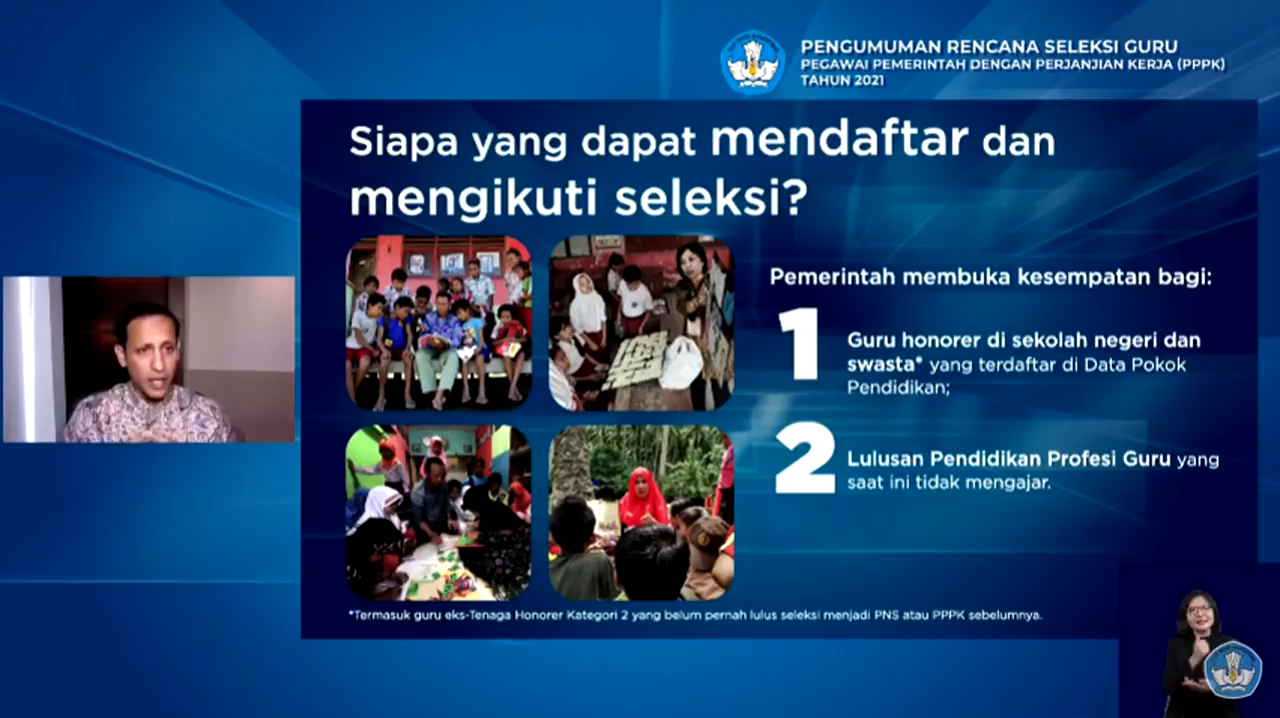 PENGUMUMAN RENCANA SELEKSI GURU
PEGAWAI PEMERINTAH DENGAN PERJANJIAN KERJA (PPPK)
TAHUN 2021
Siapa yang dapat mendaftar dan
mengikuti seleksi?
Pemerintah membuka kesempatan bagi:
1
Guru honorer di sekolah negeri dan
swasta* yang terdaftar di Data Pokok
Pendidikan;
2
Lulusan Pendidikan Profesi Guru yang
saat ini tidak mengajar.
*Termasuk guru eks-Tenaga Honorer Kategori 2 yang belum pernah lulus seleksi menjadi PNS atau PPPK sebelumnya.